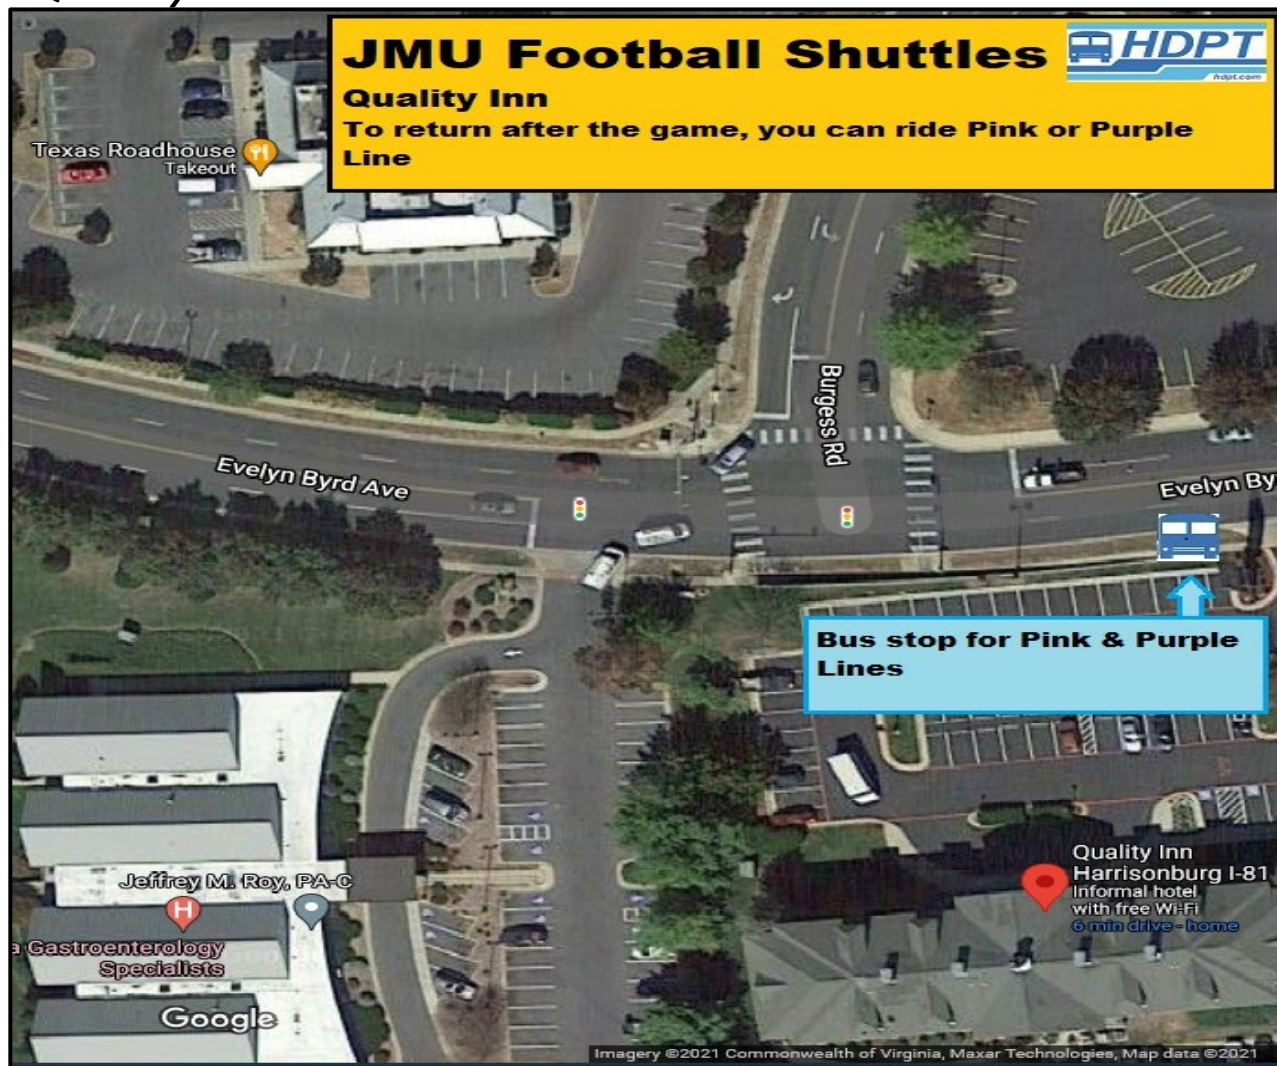 JMU Football Shuttles
HDPT
hdpt.com
Quality Inn
To return after the game, you can ride Pink or Purple
Line
Texas Roadhouse
Takeout
Burgess Rd
Evelyn Byrd Ave
Evelyn By
Bus stop for Pink & Purple
Lines
Quality Inn
Harrisonburg I-81
Informal hotel
with free Wi-Fi
6 min drive - home
Jeffrey M. Roy, PA-C
H
a Gastroenterology
Specialists
Google
Imagery ©2021 Commonwealth of Virginia, Maxar Technologies, Map data ©2021